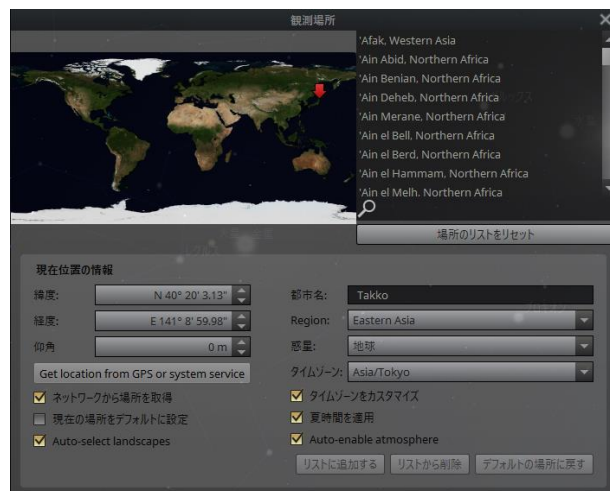 観測場所
'Afak, Western Asia
'Ain Abid, Northern Africa
'Ain Benian, Northern Africa
'Ain Deheb, Northern Africa
'Ain Merane, Northern Africa
'Ain el Bell, Northern Africa
'Ain el Berd, Northern Africa
'Ain el Hammam, Northern Africa
'Ain el Melh, Northern Africa
場所のリストをリセット
現在位置の情報
緯度: N 40° 20' 3.13"
都市名: Takko
経度: E 141° 8' 59.98"
Region: Eastern Asia
仰角 0 m
惑星: 地球
Get location from GPS or system service
タイムゾーン: Asia/Tokyo
ネットワークから場所を取得
タイムゾーンをカスタマイズ
現在の場所をデフォルトに設定
夏時間を適用
Auto-select landscapes
Auto-enable atmosphere
リストに追加する リストから削除 デフォルトの場所に戻す